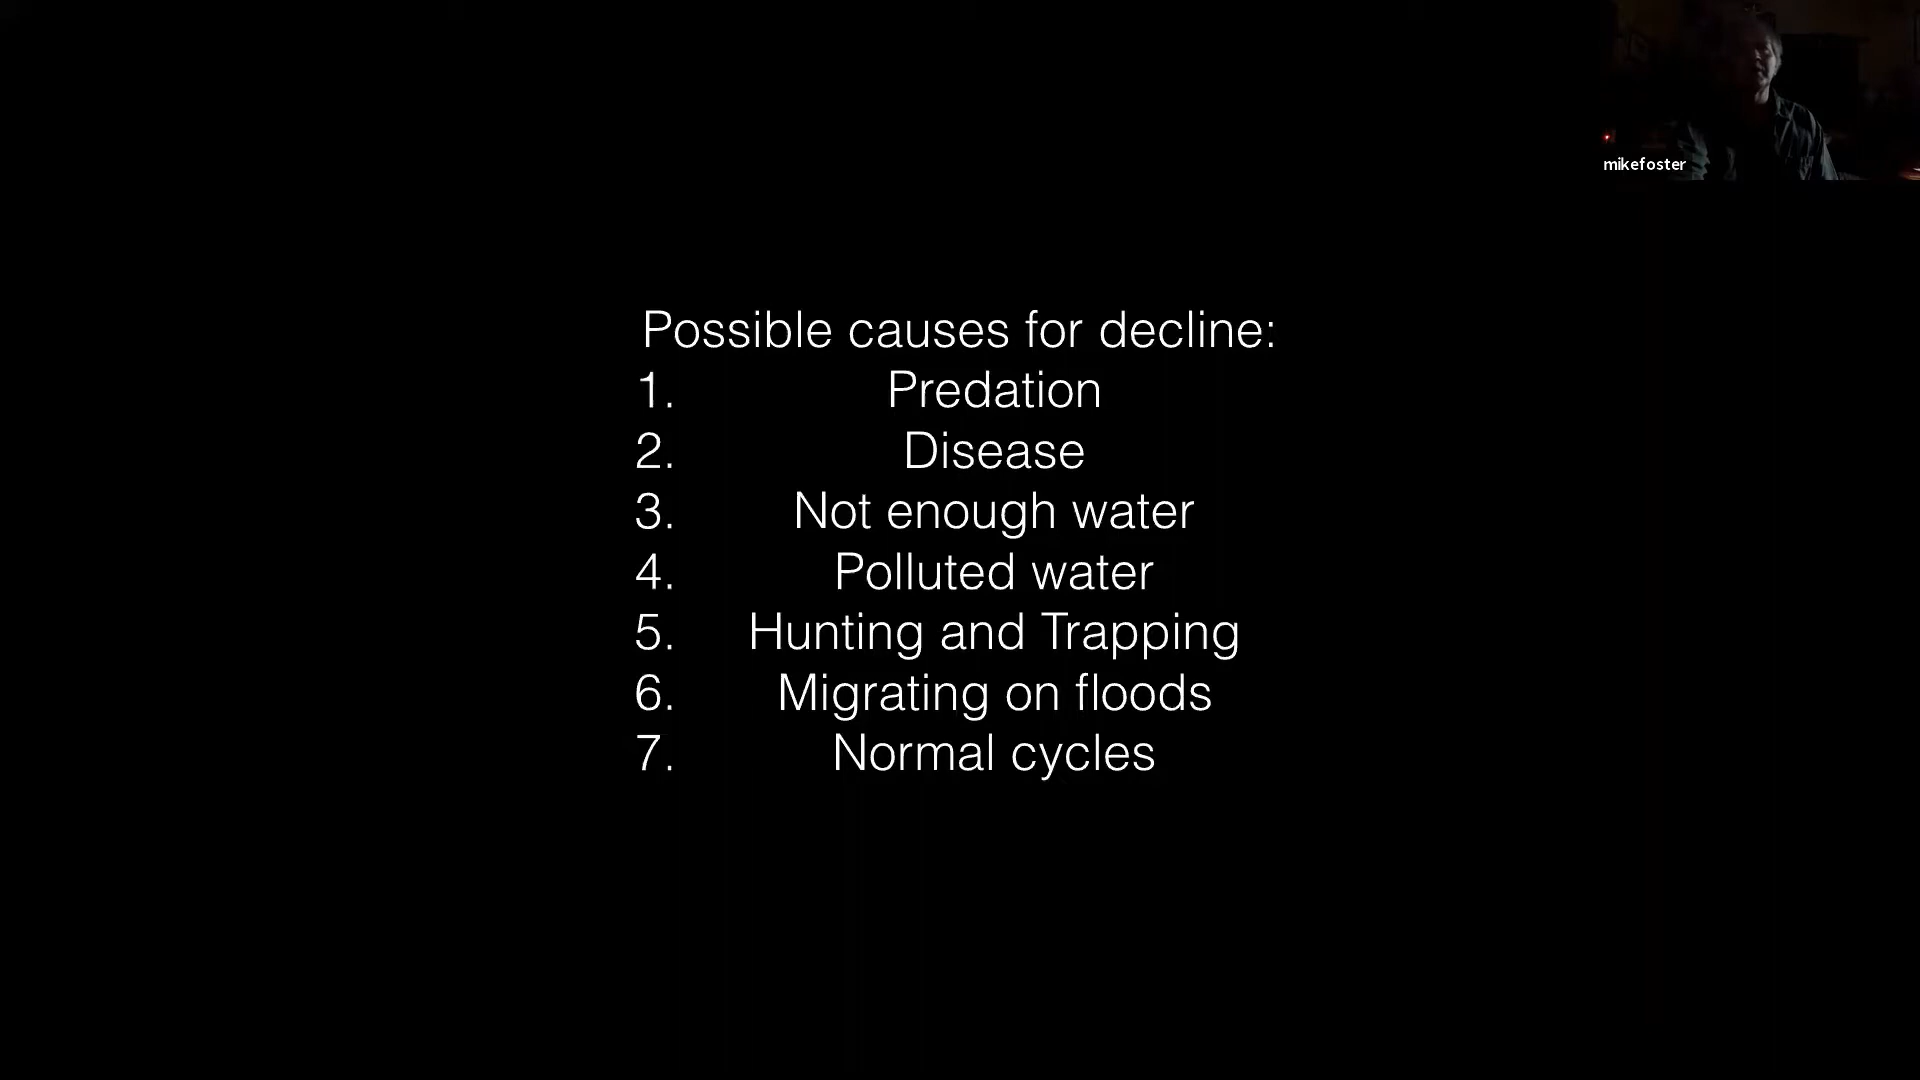 mikefoster
Possible causes for decline:
1. Predation
2. Disease
3. Not enough water
4. Polluted water
5. Hunting and Trapping
6. Migrating on floods
7. Normal cycles